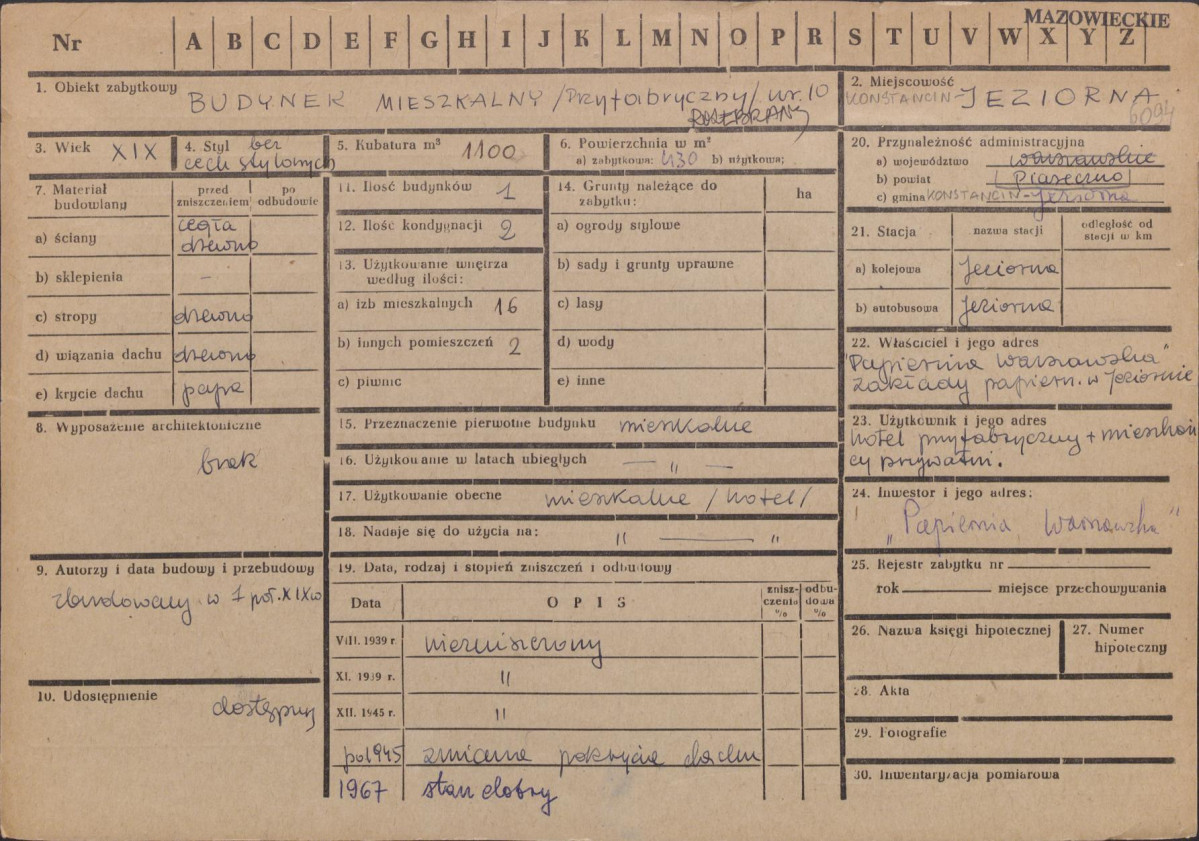 MAZOWIECKIE
Nr A B C D E F G H I J K L M N O P R S T U V W X Y Z
1. Obiekt zabytkowy BUDYNEK MIESZKALNY /przyfabryczny/ nr. 10
ROZEBRANY
2. Miejscowość
KONSTANCIN-JEZIORNA
6094
3. Wiek XIX
4. Styl bez
cech stylowych
5. Kubatura m³ 1100
6. Powierzchnia w m²
a) zabytkowa: 430 b) użytkowa:
7. Materiał
budowlany
przed
zniszczeniem
po
odbudowie
a) ściany cegła
drewno
b) sklepienia –
c) stropy drewno
d) wiązania dachu drewno
e) krycie dachu papa
8. Wyposażenie architektoniczne
brak
9. Autorzy i data budowy i przebudowy
zbudowany w 1 poł. XIX w
10. Udostępnienie
dostępny
11. Ilość budynków 1
12. Ilość kondygnacji 2
13. Użytkowanie wnętrza
według ilości:
a) izb mieszkalnych 16
b) innych pomieszczeń 2
c) piwnic
14. Grunty należące do
zabytku:
ha
a) ogrody stylowe
b) sady i grunty uprawne
c) lasy
d) wody
e) inne
15. Przeznaczenie pierwotne budynku mieszkalne
16. Użytkowanie w latach ubiegłych — " —
17. Użytkowanie obecne mieszkalne /hotel/
18. Nadaje się do użycia na: " — "
19. Data, rodzaj i stopień zniszczeń i odbudowy
Data OPIS
znisz-
czenia
%
odbu-
dowa
%
VIII. 1939 r. niezniszczony
XI. 1939 r. "
XII. 1945 r. "
po 1945 zmiana pokrycia dachu
1967 stan dobry
20. Przynależność administracyjna
a) województwo warszawskie
b) powiat Piaseczno
c) gmina KONSTANCIN-Jeziorna
21. Stacja
nazwa stacji
odległość od
stacji w km
a) kolejowa Jeziorna
b) autobusowa Jeziorna
22. Właściciel i jego adres
"Papiernia Warszawska"
zakłady papiern. w Jeziornie
23. Użytkownik i jego adres
hotel przyfabryczny + mieszkań
cy prywatni.
24. Inwestor i jego adres:
„Papiernia Warszawska"
25. Rejestr zabytku nr
rok miejsce przechowywania
26. Nazwa księgi hipotecznej
27. Numer
hipoteczny
28. Akta
29. Fotografie
30. Inwentaryzacja pomiarowa